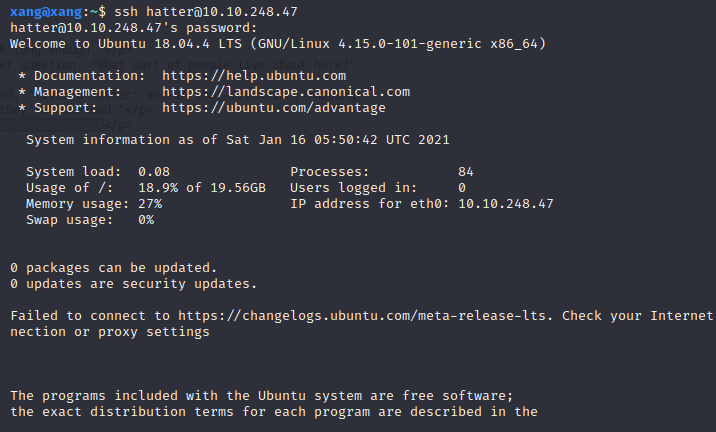 xang@xang:~$ ssh hatter@10.10.248.47
hatter@10.10.248.47's password:
Welcome to Ubuntu 18.04.4 LTS (GNU/Linux 4.15.0-101-generic x86_64)
* Documentation: https://help.ubuntu.com
* Management: https://landscape.canonical.com
* Support: https://ubuntu.com/advantage
System information as of Sat Jan 16 05:50:42 UTC 2021
System load: 0.08 Processes: 84
Usage of /: 18.9% of 19.56GB Users logged in: 0
Memory usage: 27% IP address for eth0: 10.10.248.47
Swap usage: 0%
0 packages can be updated.
0 updates are security updates.
Failed to connect to https://changelogs.ubuntu.com/meta-release-lts. Check your Internet
nection or proxy settings
The programs included with the Ubuntu system are free software;
the exact distribution terms for each program are described in the